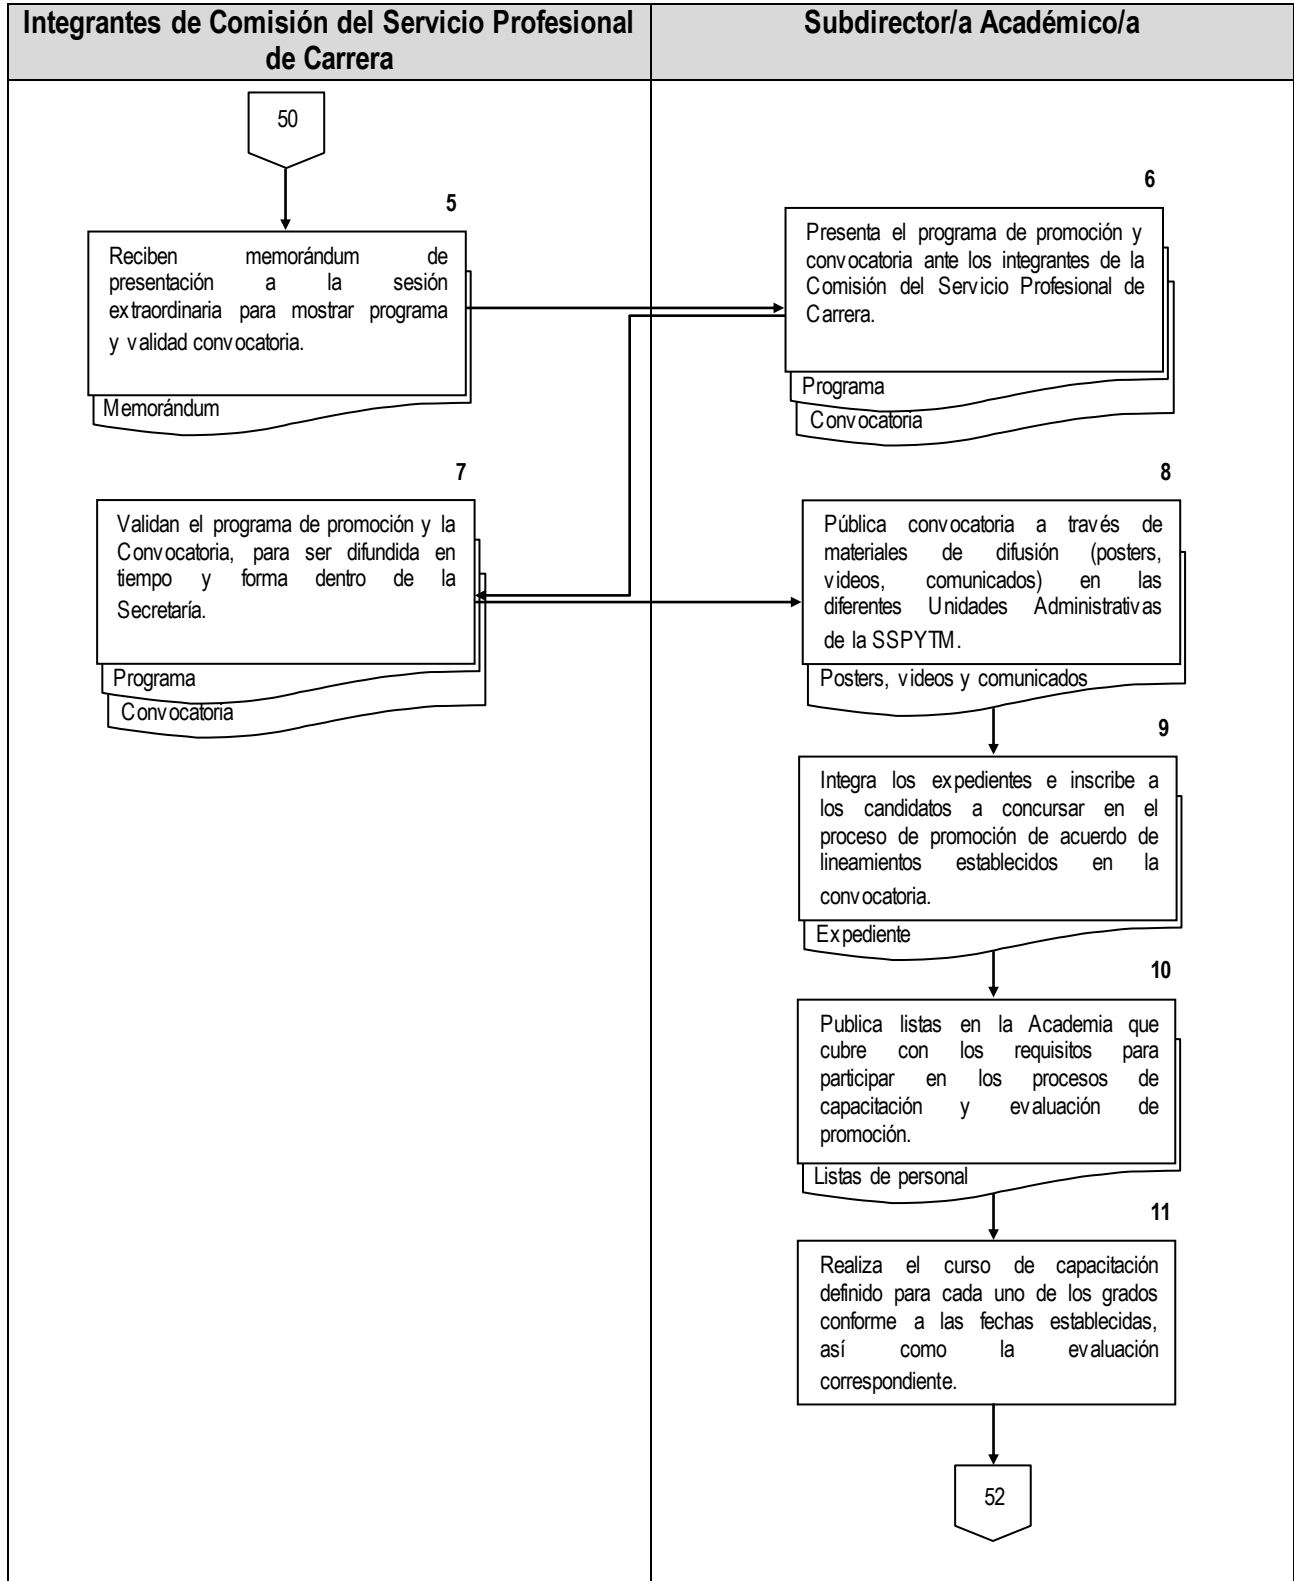 Integrantes de Comisión del Servicio Profesional
de Carrera
Subdirector/a Académico/a
50
5
Reciben memorándum de
presentación a la sesión
extraordinaria para mostrar programa
y validad convocatoria.
Memorándum
6
Presenta el programa de promoción y
convocatoria ante los integrantes de la
Comisión del Servicio Profesional de
Carrera.
Programa
Convocatoria
7
Validan el programa de promoción y la
Convocatoria, para ser difundida en
tiempo y forma dentro de la
Secretaría.
Programa
Convocatoria
8
Pública convocatoria a través de
materiales de difusión (posters,
videos, comunicados) en las
diferentes Unidades Administrativas
de la SSPYTM.
Posters, videos y comunicados
9
Integra los expedientes e inscribe a
los candidatos a concursar en el
proceso de promoción de acuerdo de
lineamientos establecidos en la
convocatoria.
Expediente
10
Publica listas en la Academia que
cubre con los requisitos para
participar en los procesos de
capacitación y evaluación de
promoción.
Listas de personal
11
Realiza el curso de capacitación
definido para cada uno de los grados
conforme a las fechas establecidas,
así como la evaluación
correspondiente.
52